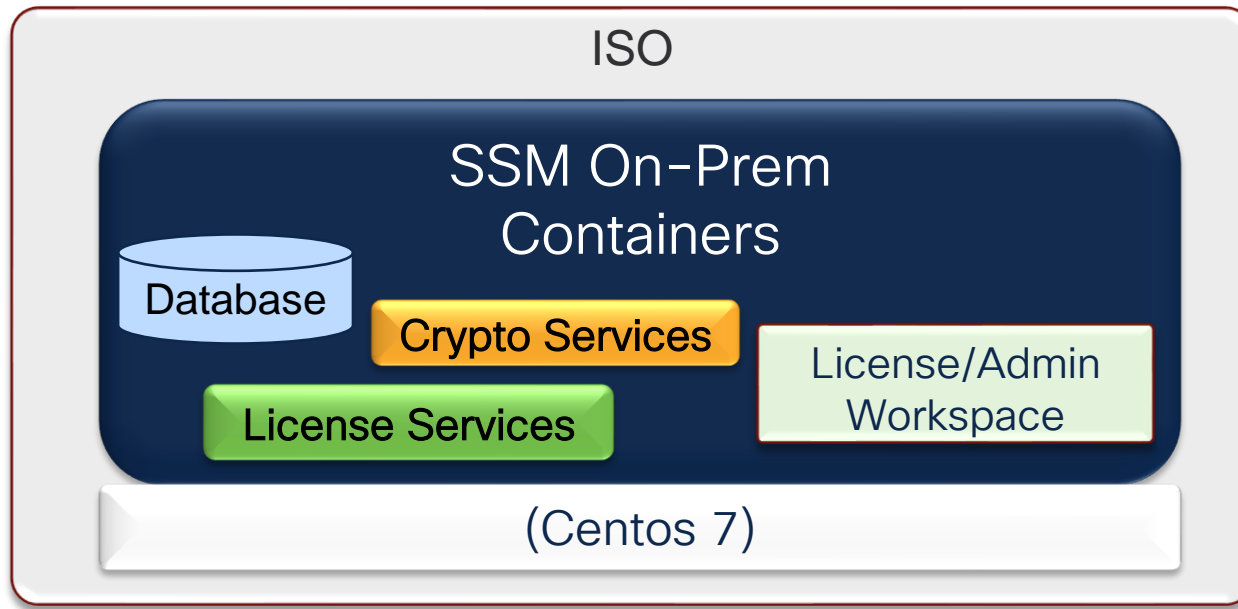 ISO
SSM On-Prem
Containers
Database
Crypto Services
License/Admin
Workspace
License Services
(Centos 7)